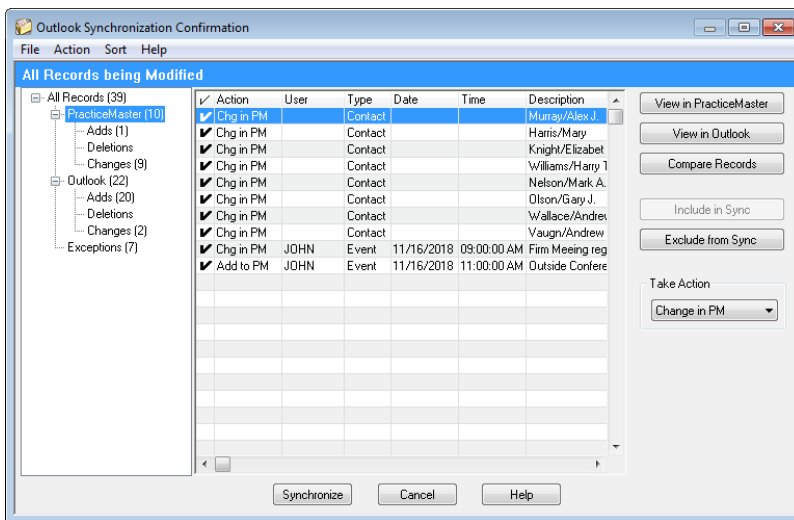 Outlook Synchronization Confirmation
File Action Sort Help
All Records being Modified
All Records (39)
PracticeMaster (10)
Adds (1)
Deletions
Changes (9)
Outlook (22)
Adds (20)
Deletions
Changes (2)
Exceptions (7)
Action User Type Date Time Description
Chg in PM Contact Murray/Alex J.
Chg in PM Contact Harris/Mary
Chg in PM Contact Knight/Elizabet
Chg in PM Contact Williams/Harry T
Chg in PM Contact Nelson/Mark A.
Chg in PM Contact Olson/Gary J.
Chg in PM Contact Wallace/Andrew
Chg in PM Contact Vaugn/Andrew
Chg in PM JOHN Event 11/16/2018 09:00:00 AM Firm Meeing reg
Add to PM JOHN Event 11/16/2018 11:00:00 AM Outside Confere
View in PracticeMaster
View in Outlook
Compare Records
Include in Sync
Exclude from Sync
Take Action
Change in PM
Synchronize Cancel Help